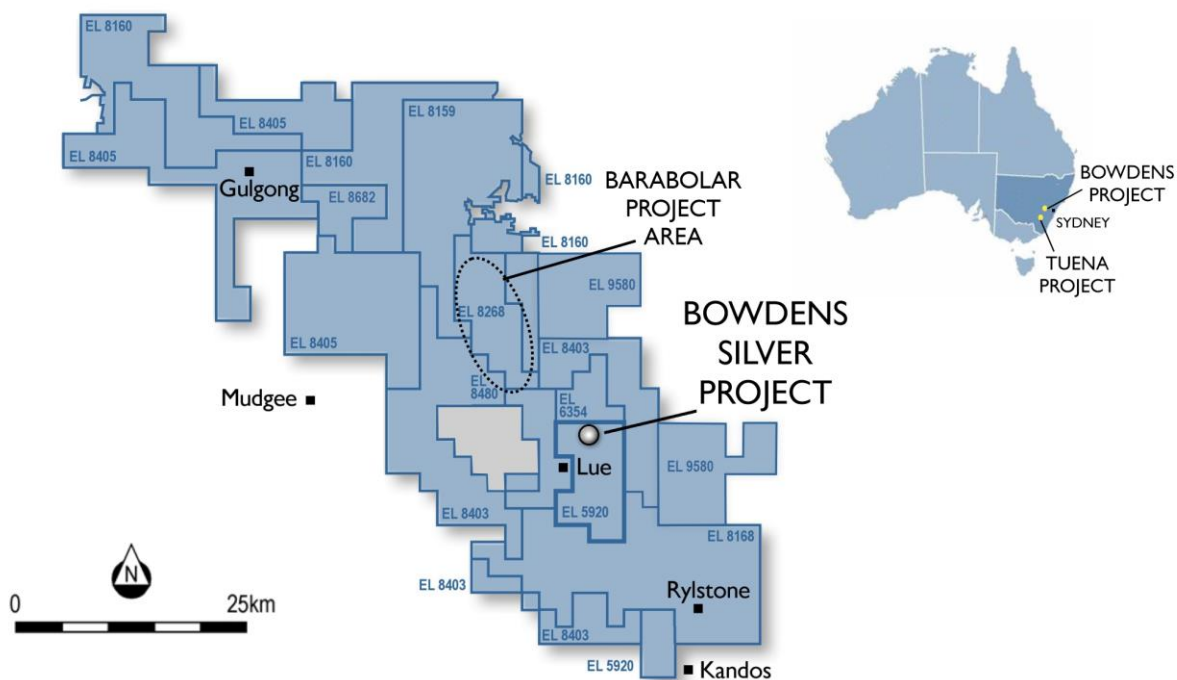 EL 8160
EL 8405
EL 8159
EL 8405
EL 8160
Gulgong
EL 8682
EL 8160
BARABOLAR
PROJECT
AREA
EL 8160
EL 9580
EL 8268
EL 8405
EL 8403
BOWDENS
SILVER
PROJECT
EL
8480
EL
6354
Mudgee
Lue
EL 9580
EL 8403
EL 5920
EL 8168
EL 8403
Rylstone
EL 8403
EL 5920
Kandos
N
0
25km
BOWDENS
PROJECT
SYDNEY
TUENA
PROJECT